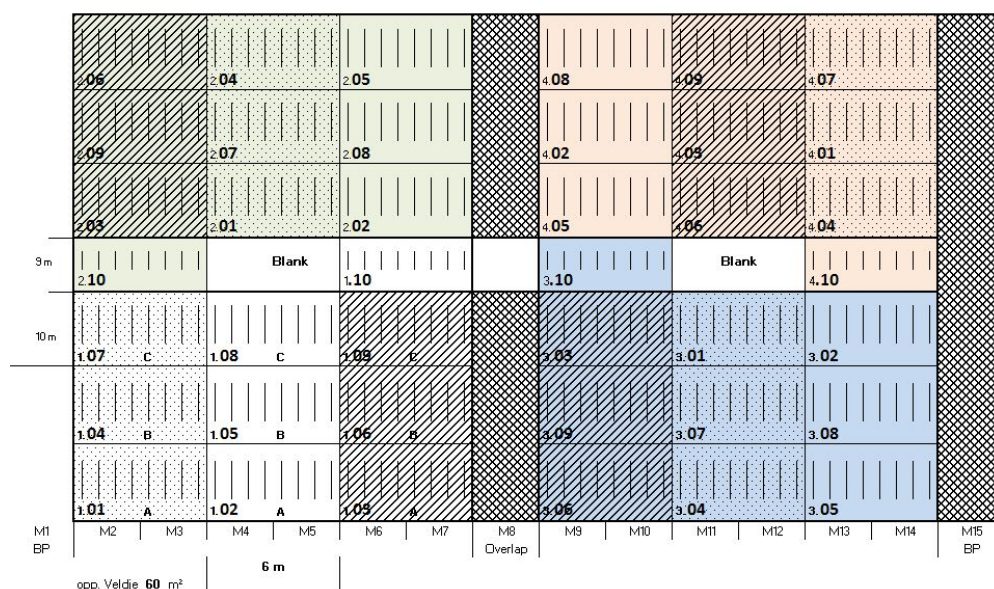 2.06 2.04 2.05 4.08 4.09 4.07
2.09 2.07 2.08 4.02 4.03 4.01
2.03 2.01 2.02 4.05 4.06 4.04
9 m 2.10 Blank 1.10 3.10 Blank 4.10
10 m 1.07 C 1.08 C 1.09 C 3.03 3.01 3.02
1.04 B 1.05 B 1.06 B 3.09 3.07 3.08
1.01 A 1.02 A 1.03 A 3.06 3.04 3.05
M1 M2 M3 M4 M5 M6 M7 M8 M9 M10 M11 M12 M13 M14 M15
BP Overlap BP
6 m
opp. Veldje 60 m²